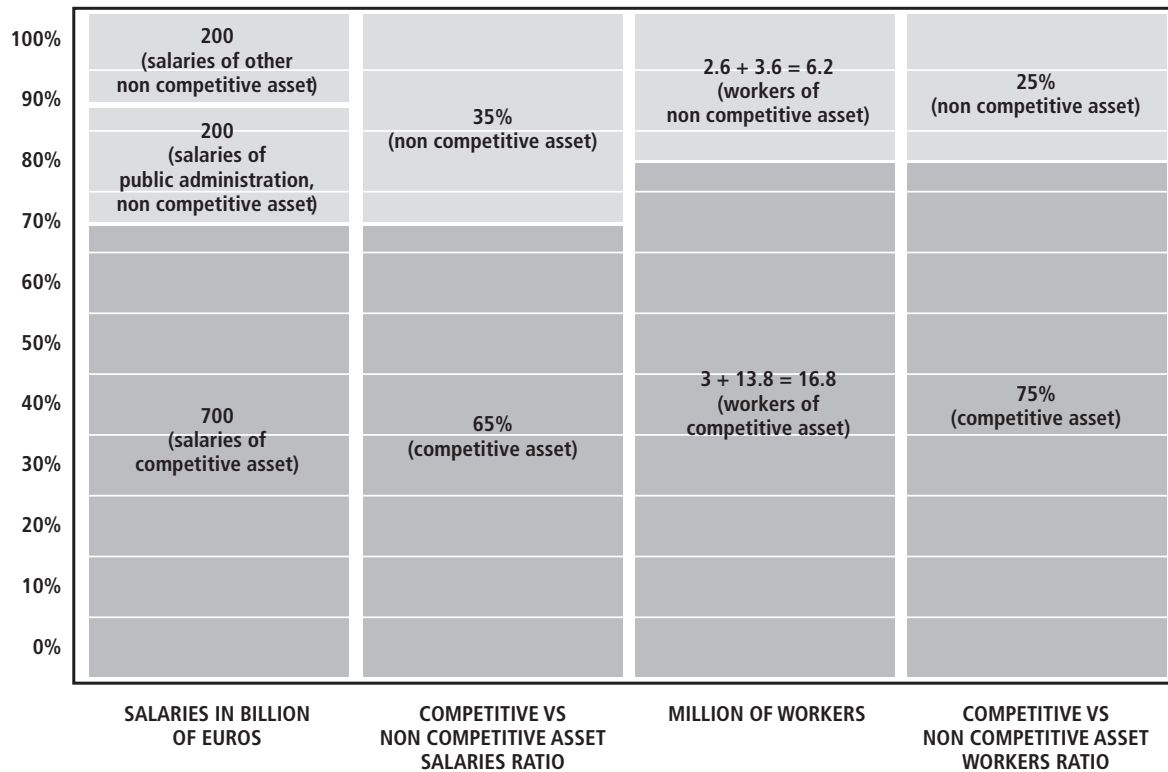 100%
90%
80%
70%
60%
50%
40%
30%
20%
10%
0%
200
(salaries of other
non competitive asset)
200
(salaries of
public administration,
non competitive asset)
700
(salaries of
competitive asset)
35%
(non competitive asset)
65%
(competitive asset)
2.6 + 3.6 = 6.2
(workers of
non competitive asset)
3 + 13.8 = 16.8
(workers of
competitive asset)
25%
(non competitive asset)
75%
(competitive asset)
SALARIES IN BILLION
OF EUROS
COMPETITIVE VS
NON COMPETITIVE ASSET
SALARIES RATIO
MILLION OF WORKERS
COMPETITIVE VS
NON COMPETITIVE ASSET
WORKERS RATIO